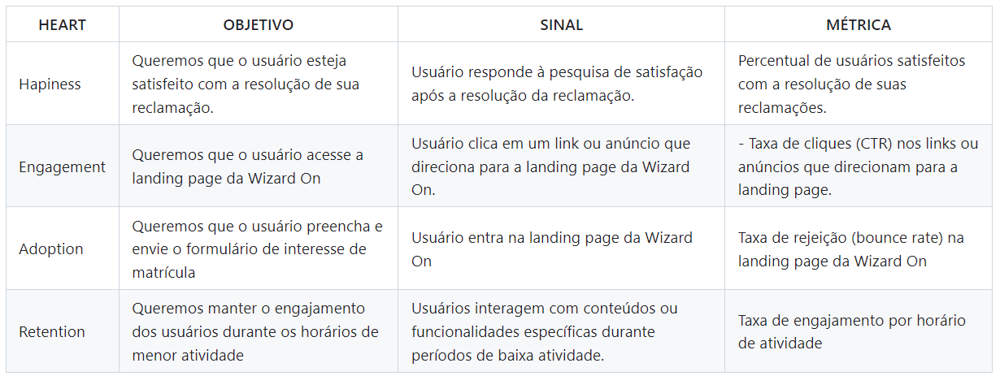 HEART OBJETIVO SINAL MÉTRICA
Hapiness
Queremos que o usuário esteja
satisfeito com a resolução de sua
reclamação.
Usuário responde à pesquisa de satisfação
após a resolução da reclamação.
Percentual de usuários satisfeitos
com a resolução de suas
reclamações.
Engagement
Queremos que o usuário acesse a
landing page da Wizard On
Usuário clica em um link ou anúncio que
direciona para a landing page da Wizard
On.
- Taxa de cliques (CTR) nos links ou
anúncios que direcionam para a
landing page.
Adoption
Queremos que o usuário preencha e
envie o formulário de interesse de
matrícula
Usuário entra na landing page da Wizard
On
Taxa de rejeição (bounce rate) na
landing page da Wizard On
Retention
Queremos manter o engajamento
dos usuários durante os horários de
menor atividade
Usuários interagem com conteúdos ou
funcionalidades específicas durante
períodos de baixa atividade.
Taxa de engajamento por horário
de atividade